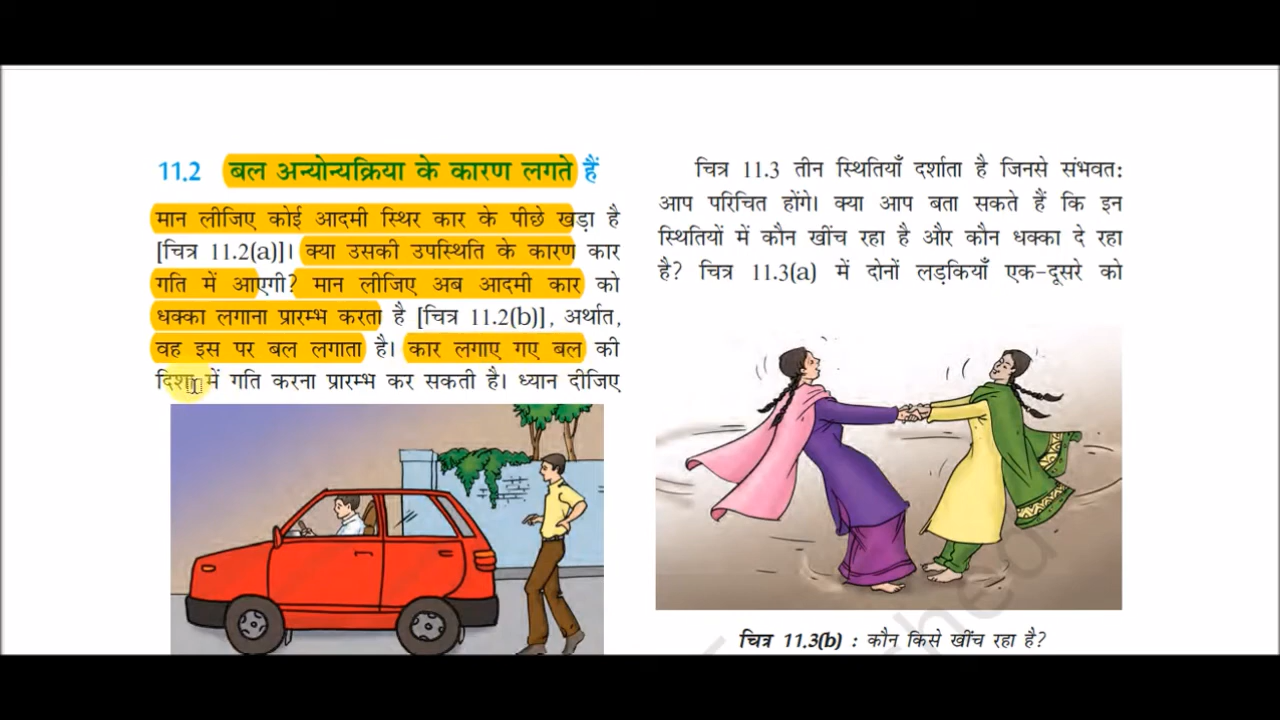 11.2 बल अन्योन्यक्रिया के कारण लगते हैं
मान लीजिए कोई आदमी स्थिर कार के पीछे खड़ा है
[चित्र 11.2(a)]। क्या उसकी उपस्थिति के कारण कार
गति में आएगी? मान लीजिए अब आदमी कार को
धक्का लगाना प्रारम्भ करता है [चित्र 11.2(b)], अर्थात,
वह इस पर बल लगाता है। कार लगाए गए बल की
दिशा में गति करना प्रारम्भ कर सकती है। ध्यान दीजिए
चित्र 11.3 तीन स्थितियाँ दर्शाता है जिनसे संभवत:
आप परिचित होंगे। क्या आप बता सकते हैं कि इन
स्थितियों में कौन खींच रहा है और कौन धक्का दे रहा
है? चित्र 11.3(a) में दोनों लड़कियाँ एक-दूसरे को
चित्र 11.3(b) : कौन किसे खींच रहा है?